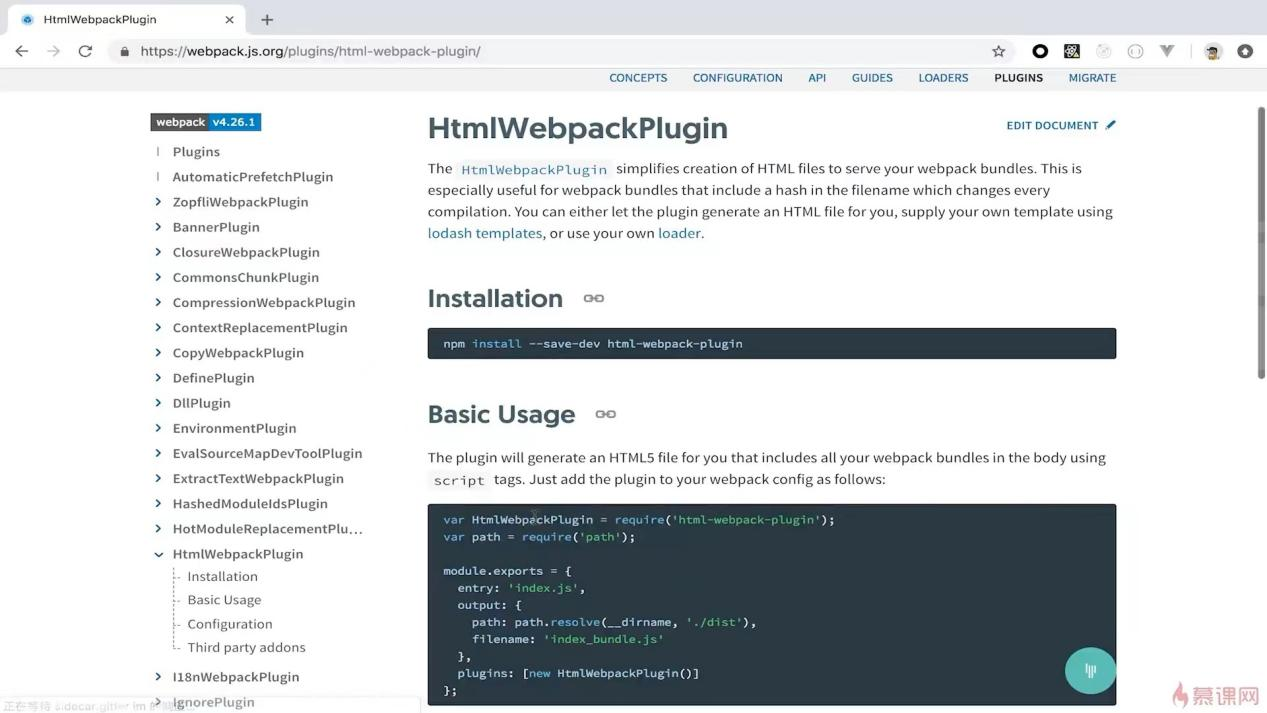 HtmlWebpackPlugin
https://webpack.js.org/plugins/html-webpack-plugin/
CONCEPTS CONFIGURATION API GUIDES LOADERS PLUGINS MIGRATE
webpack v4.26.1
Plugins
AutomaticPrefetchPlugin
ZopfliWebpackPlugin
BannerPlugin
ClosureWebpackPlugin
CommonsChunkPlugin
CompressionWebpackPlugin
ContextReplacementPlugin
CopyWebpackPlugin
DefinePlugin
DllPlugin
EnvironmentPlugin
EvalSourceMapDevToolPlugin
ExtractTextWebpackPlugin
HashedModuleIdsPlugin
HotModuleReplacementPlu...
HtmlWebpackPlugin
Installation
Basic Usage
Configuration
Third party addons
I18nWebpackPlugin
IgnorePlugin
HtmlWebpackPlugin
EDIT DOCUMENT
The HtmlWebpackPlugin simplifies creation of HTML files to serve your webpack bundles. This is
especially useful for webpack bundles that include a hash in the filename which changes every
compilation. You can either let the plugin generate an HTML file for you, supply your own template using
lodash templates, or use your own loader.
Installation
npm install --save-dev html-webpack-plugin
Basic Usage
The plugin will generate an HTML5 file for you that includes all your webpack bundles in the body using
script tags. Just add the plugin to your webpack config as follows:
var HtmlWebpackPlugin = require('html-webpack-plugin');
var path = require('path');
module.exports = {
entry: 'index.js',
output: {
path: path.resolve(__dirname, './dist'),
filename: 'index_bundle.js'
},
plugins: [new HtmlWebpackPlugin()]
};
正在等待
慕课网